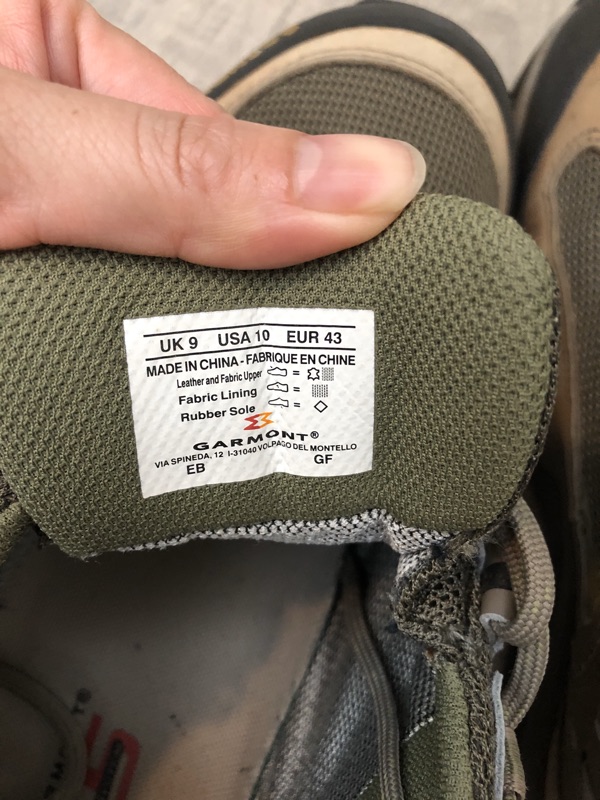 UK 9 USA 10 EUR 43
MADE IN CHINA - FABRIQUE EN CHINE
Leather and Fabric Upper =
Fabric Lining =
Rubber Sole =
GARMONT®
VIA SPINEDA, 12 I-31040 VOLPAGO DEL MONTELLO
EB GF